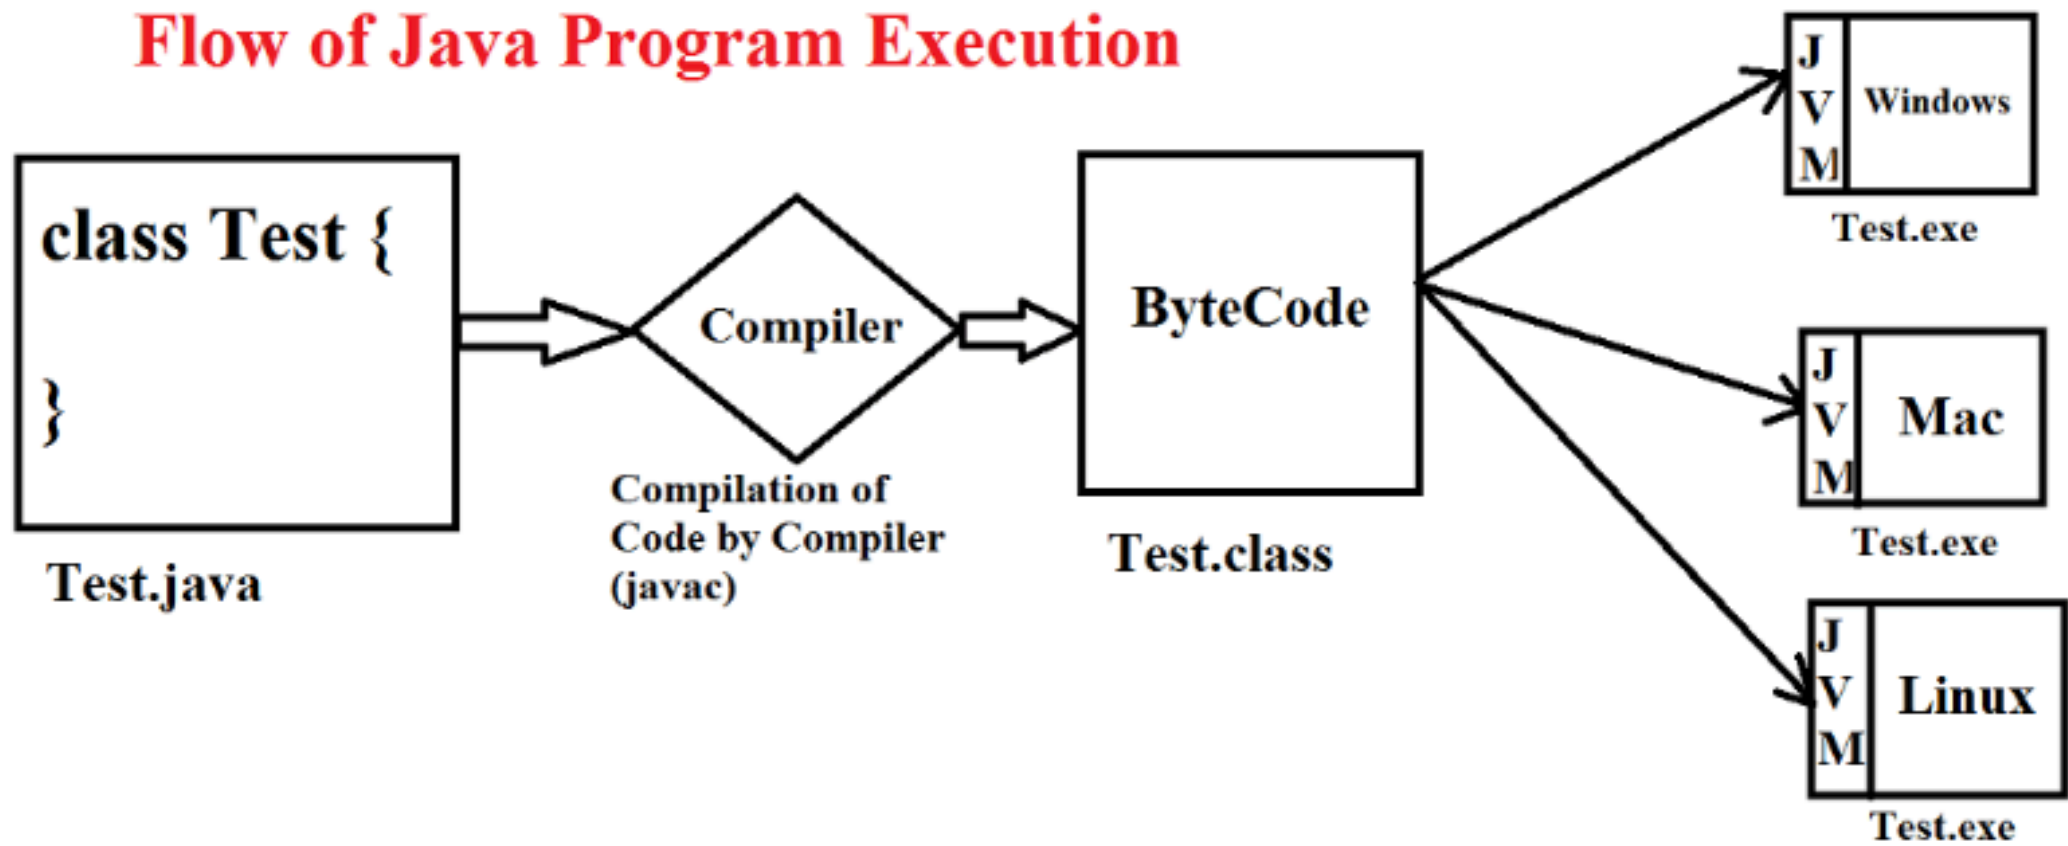 Flow of Java Program Execution
class Test {
}
Test.java
Compiler
Compilation of
Code by Compiler
(javac)
ByteCode
Test.class
J
V
M
Windows
Test.exe
J
V
M
Mac
Test.exe
J
V
M
Linux
Test.exe